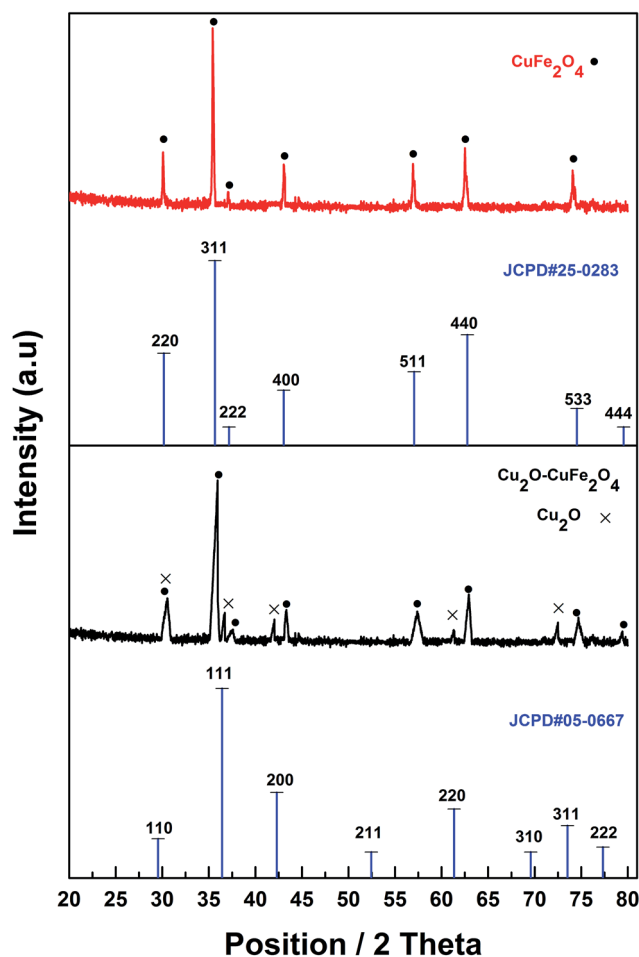 CuFe2O4 •
JCPD#25-0283
311
220
440
511
400
533
222
444
Intensity (a.u)
Cu2O-CuFe2O4
Cu2O ×
JCPD#05-0667
111
200
220
311
110
211
310
222
20 25 30 35 40 45 50 55 60 65 70 75 80
Position / 2 Theta